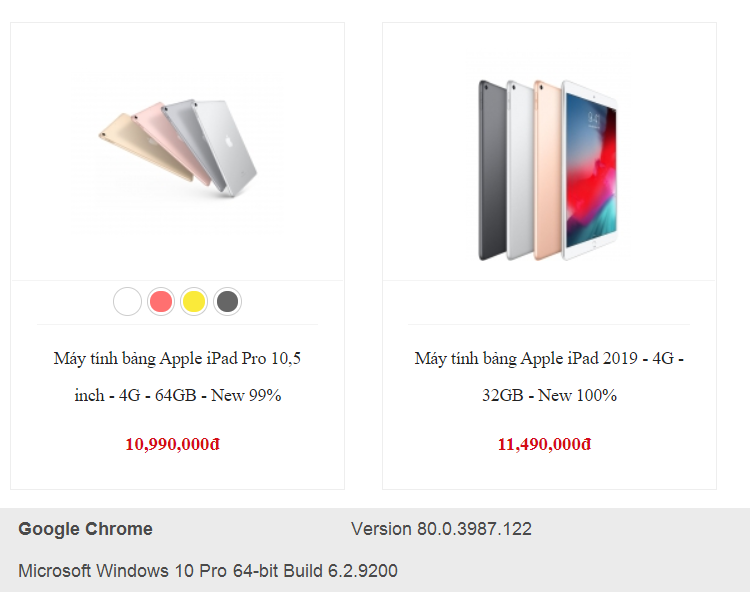 Máy tính bảng Apple iPad Pro 10,5
inch - 4G - 64GB - New 99%
10,990,000đ
Máy tính bảng Apple iPad 2019 - 4G -
32GB - New 100%
11,490,000đ
Google Chrome Version 80.0.3987.122
Microsoft Windows 10 Pro 64-bit Build 6.2.9200